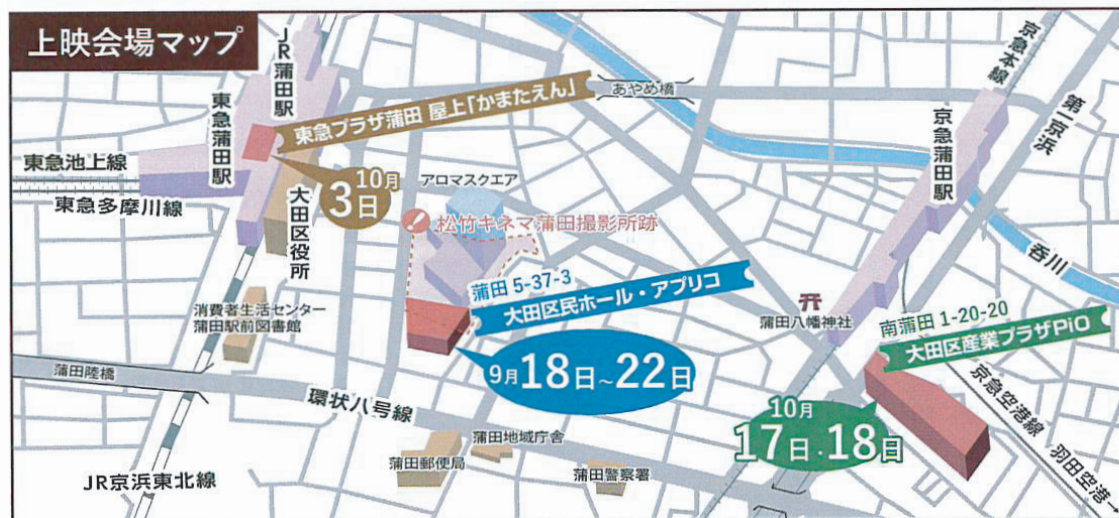 上映会場マップ
JR蒲田駅
東急蒲田駅
東急池上線
東急多摩川線
大田区役所
東急プラザ蒲田 屋上「かまたえん」
10月
3日
あやめ橋
アロマスクエア
松竹キネマ蒲田撮影所跡
蒲田 5-37-3
大田区民ホール・アプリコ
9月18日~22日
消費者生活センター
蒲田駅前図書館
蒲田陸橋
環状八号線
JR京浜東北線
蒲田郵便局
蒲田地域庁舎
蒲田警察署
京急本線
第一京浜
京急蒲田駅
呑川
蒲田八幡神社
南蒲田 1-20-20
大田区産業プラザPiO
10月
17日・18日
京急空港線
羽田空港→